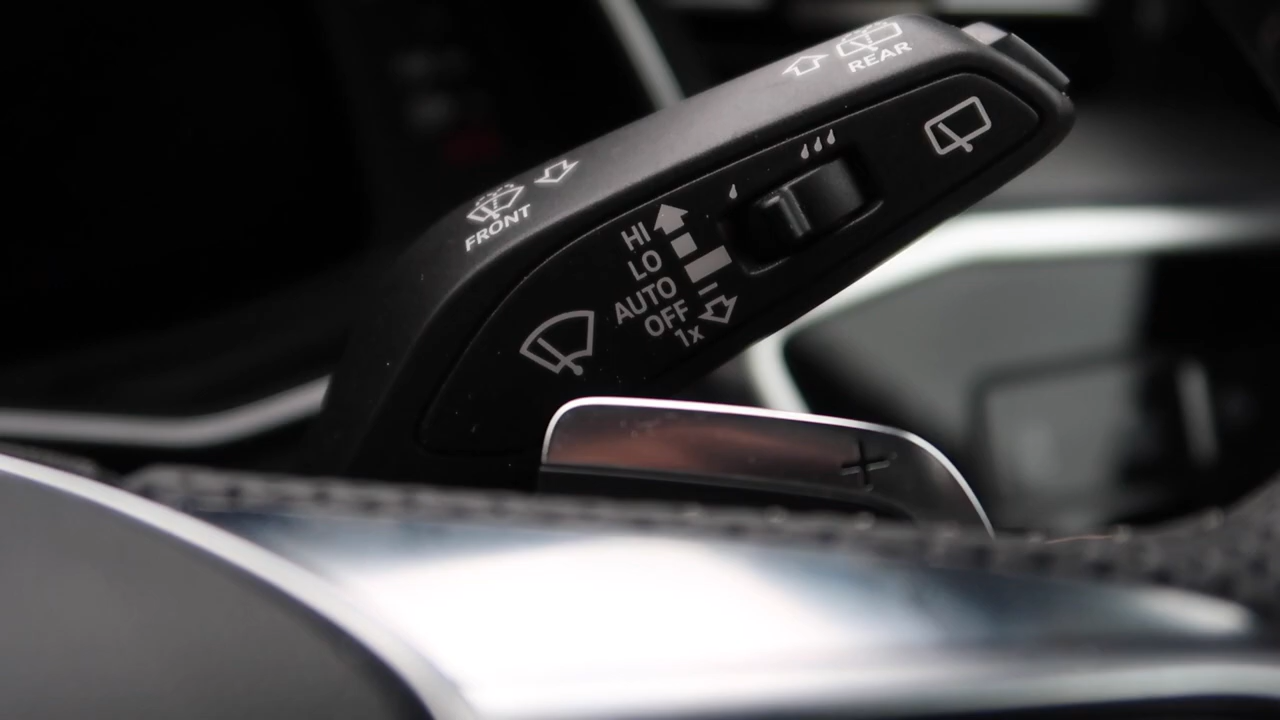 REAR
FRONT
HI
LO
AUTO
OFF
1x
+